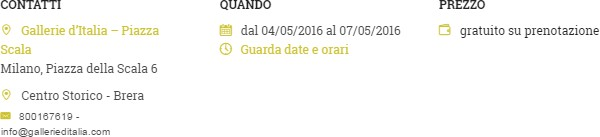 CONTATTI
Gallerie d'Italia – Piazza
Scala
Milano, Piazza della Scala 6
Centro Storico - Brera
800167619 -
info@gallerieditalia.com
QUANDO
dal 04/05/2016 al 07/05/2016
Guarda date e orari
PREZZO
gratuito su prenotazione